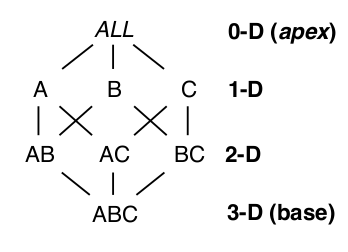 ALL 0-D (apex)
A B C 1-D
AB AC BC 2-D
ABC 3-D (base)